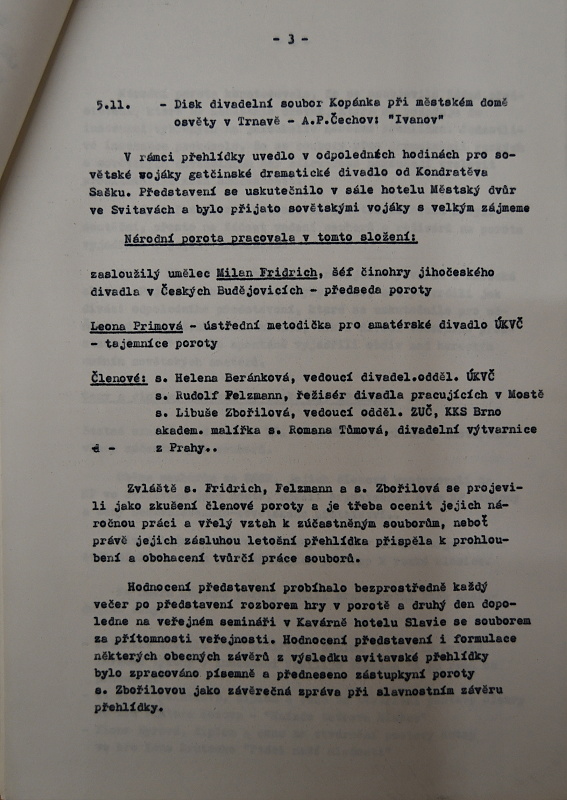 - 3 -
5.11. - Disk divadelní soubor Kopánka při městském domě
osvěty v Trnavě - A.P.Čechov: "Ivanov"
V rámci přehlídky uvedlo v odpoledních hodinách pro so-
větské vojáky gatčinské dramatické divadlo od Kondratěva
Sašku. Představení se uskutečnilo v sále hotelu Městský dvůr
ve Svitavách a bylo přijato sovětskými vojáky s velkým zájmeme
Národní porota pracovala v tomto složení:
zasloužilý umělec Milan Fridrich, šéf činohry jihočeského
divadla v Českých Budějovicích - předseda poroty
Leona Primová - ústřední metodička pro amatérské divadlo ÚKVČ
- tajemnice poroty
Členové: s. Helena Beránková, vedoucí divadel.odděl. ÚKVČ
s. Rudolf Felzmann, režisér divadla pracujících v Mostě
s. Libuše Zbořilová, vedoucí odděl. ZUČ, KKS Brno
akadem. malířka s. Romana Tůmová, divadelní výtvarnice
d - z Prahy..
Zvláště s. Fridrich, Felzmann a s. Zbořilová se projevi-
li jako zkušení členové poroty a je třeba ocenit jejich ná-
ročnou práci a vřelý vztah k zúčastněným souborům, neboť
právě jejich zásluhou letošní přehlídka přispěla k prohlou-
bení a obohacení tvůrčí práce souborů.
Hodnocení představení probíhalo bezprostředně každý
večer po představení rozborem hry v porotě a druhý den dopo-
ledne na veřejném semináři v Kavárně hotelu Slavie se souborem
za přítomnosti veřejnosti. Hodnocení představení i formulace
některých obecných závěrů z výsledku svitavské přehlídky
bylo zpracováno písemně a předneseno zástupkyní poroty
s. Zbořilovou jako závěrečná zpráva při slavnostním závěru
přehlídky.